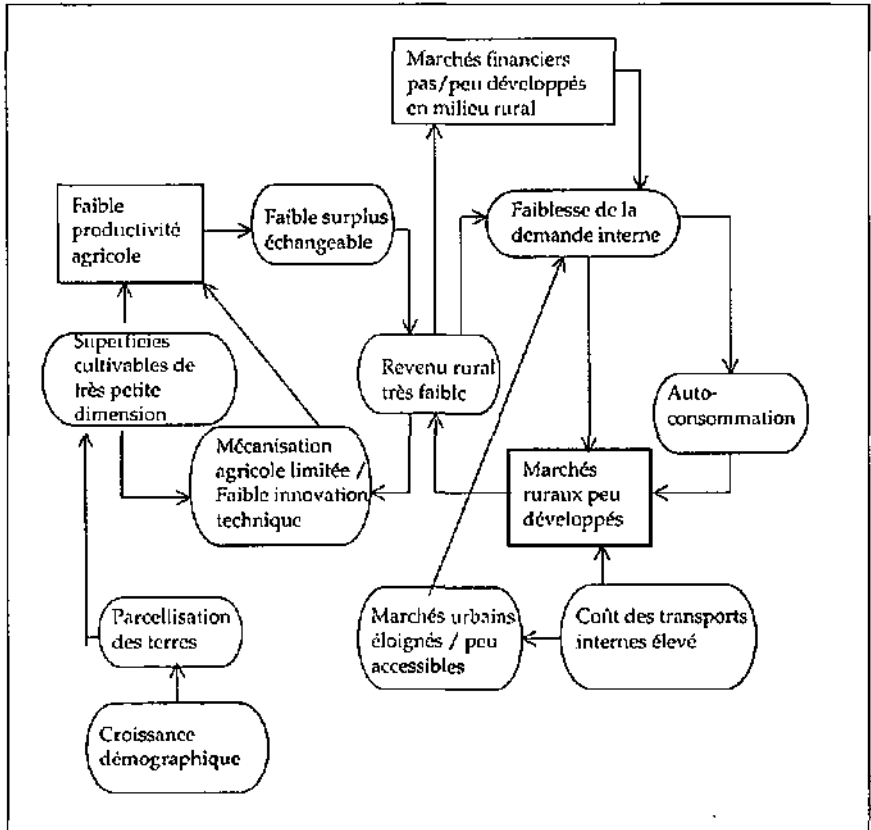 Marchés financiers
pas/peu développés
en milieu rural
Faible
productivité
agricole
Faible surplus
échangeable
Faiblesse de la
demande interne
Superficies
cultivables de
très petite
dimension
Revenu rural
très faible
Auto-
consommation
Mécanisation
agricole limitée /
Faible innovation
technique
Marchés
ruraux peu
développés
Parcellisation
des terres
Marchés urbains
éloignés / peu
accessibles
Coût des transports
internes élevé
Croissance
démographique